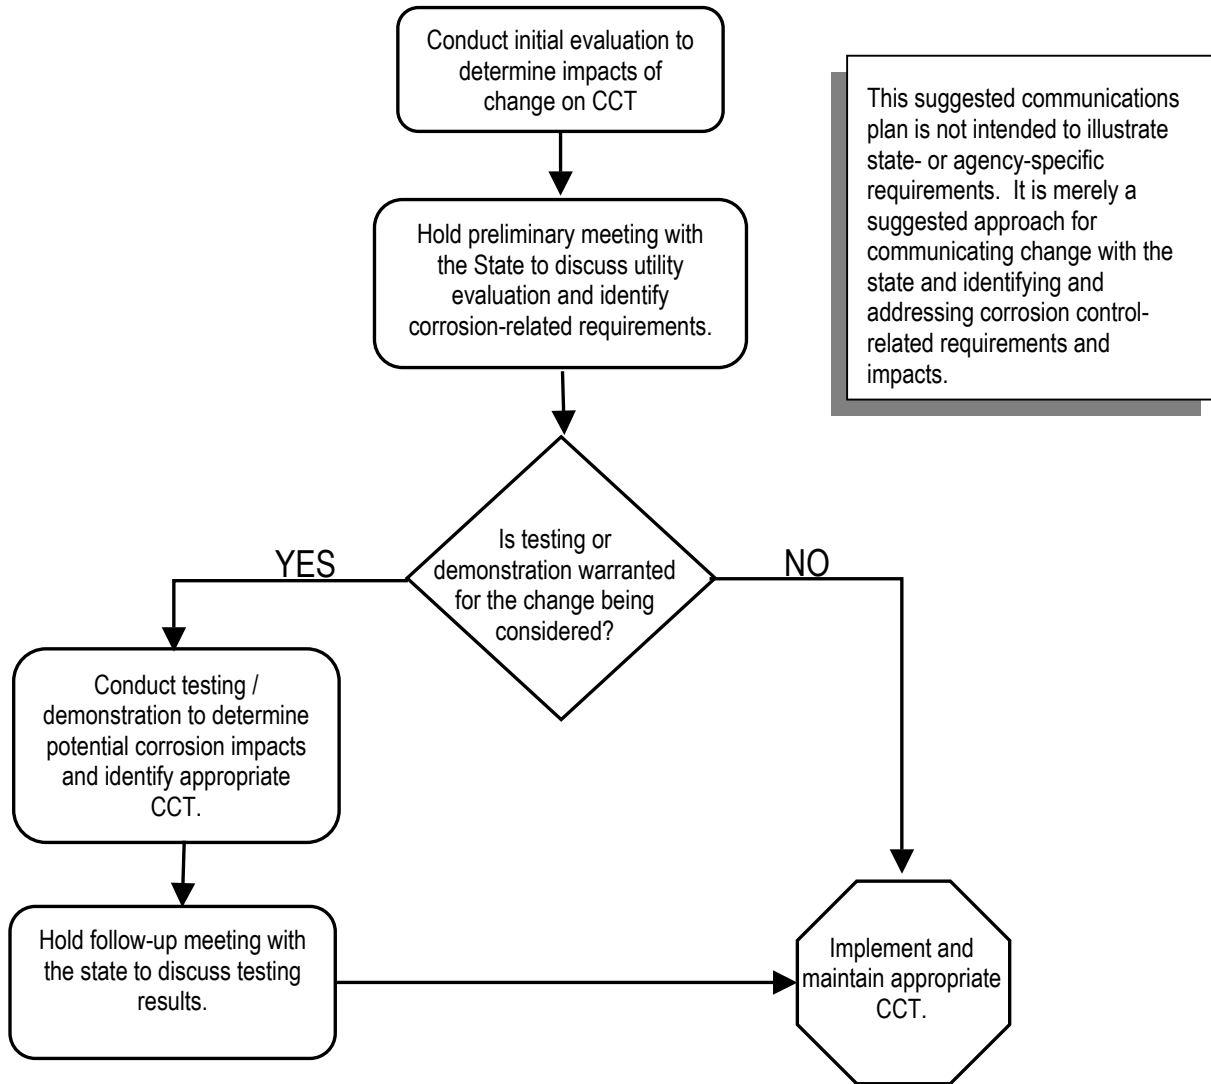 Conduct initial evaluation to
determine impacts of
change on CCT
This suggested communications
plan is not intended to illustrate
state- or agency-specific
requirements.  It is merely a
suggested approach for
communicating change with the
state and identifying and
addressing corrosion control-
related requirements and
impacts.
Hold preliminary meeting with
the State to discuss utility
evaluation and identify
corrosion-related requirements.
Is testing or
demonstration warranted
for the change being
considered?
YES
NO
Conduct testing /
demonstration to determine
potential corrosion impacts
and identify appropriate
CCT.
Hold follow-up meeting with
the state to discuss testing
results.
Implement and
maintain appropriate
CCT.